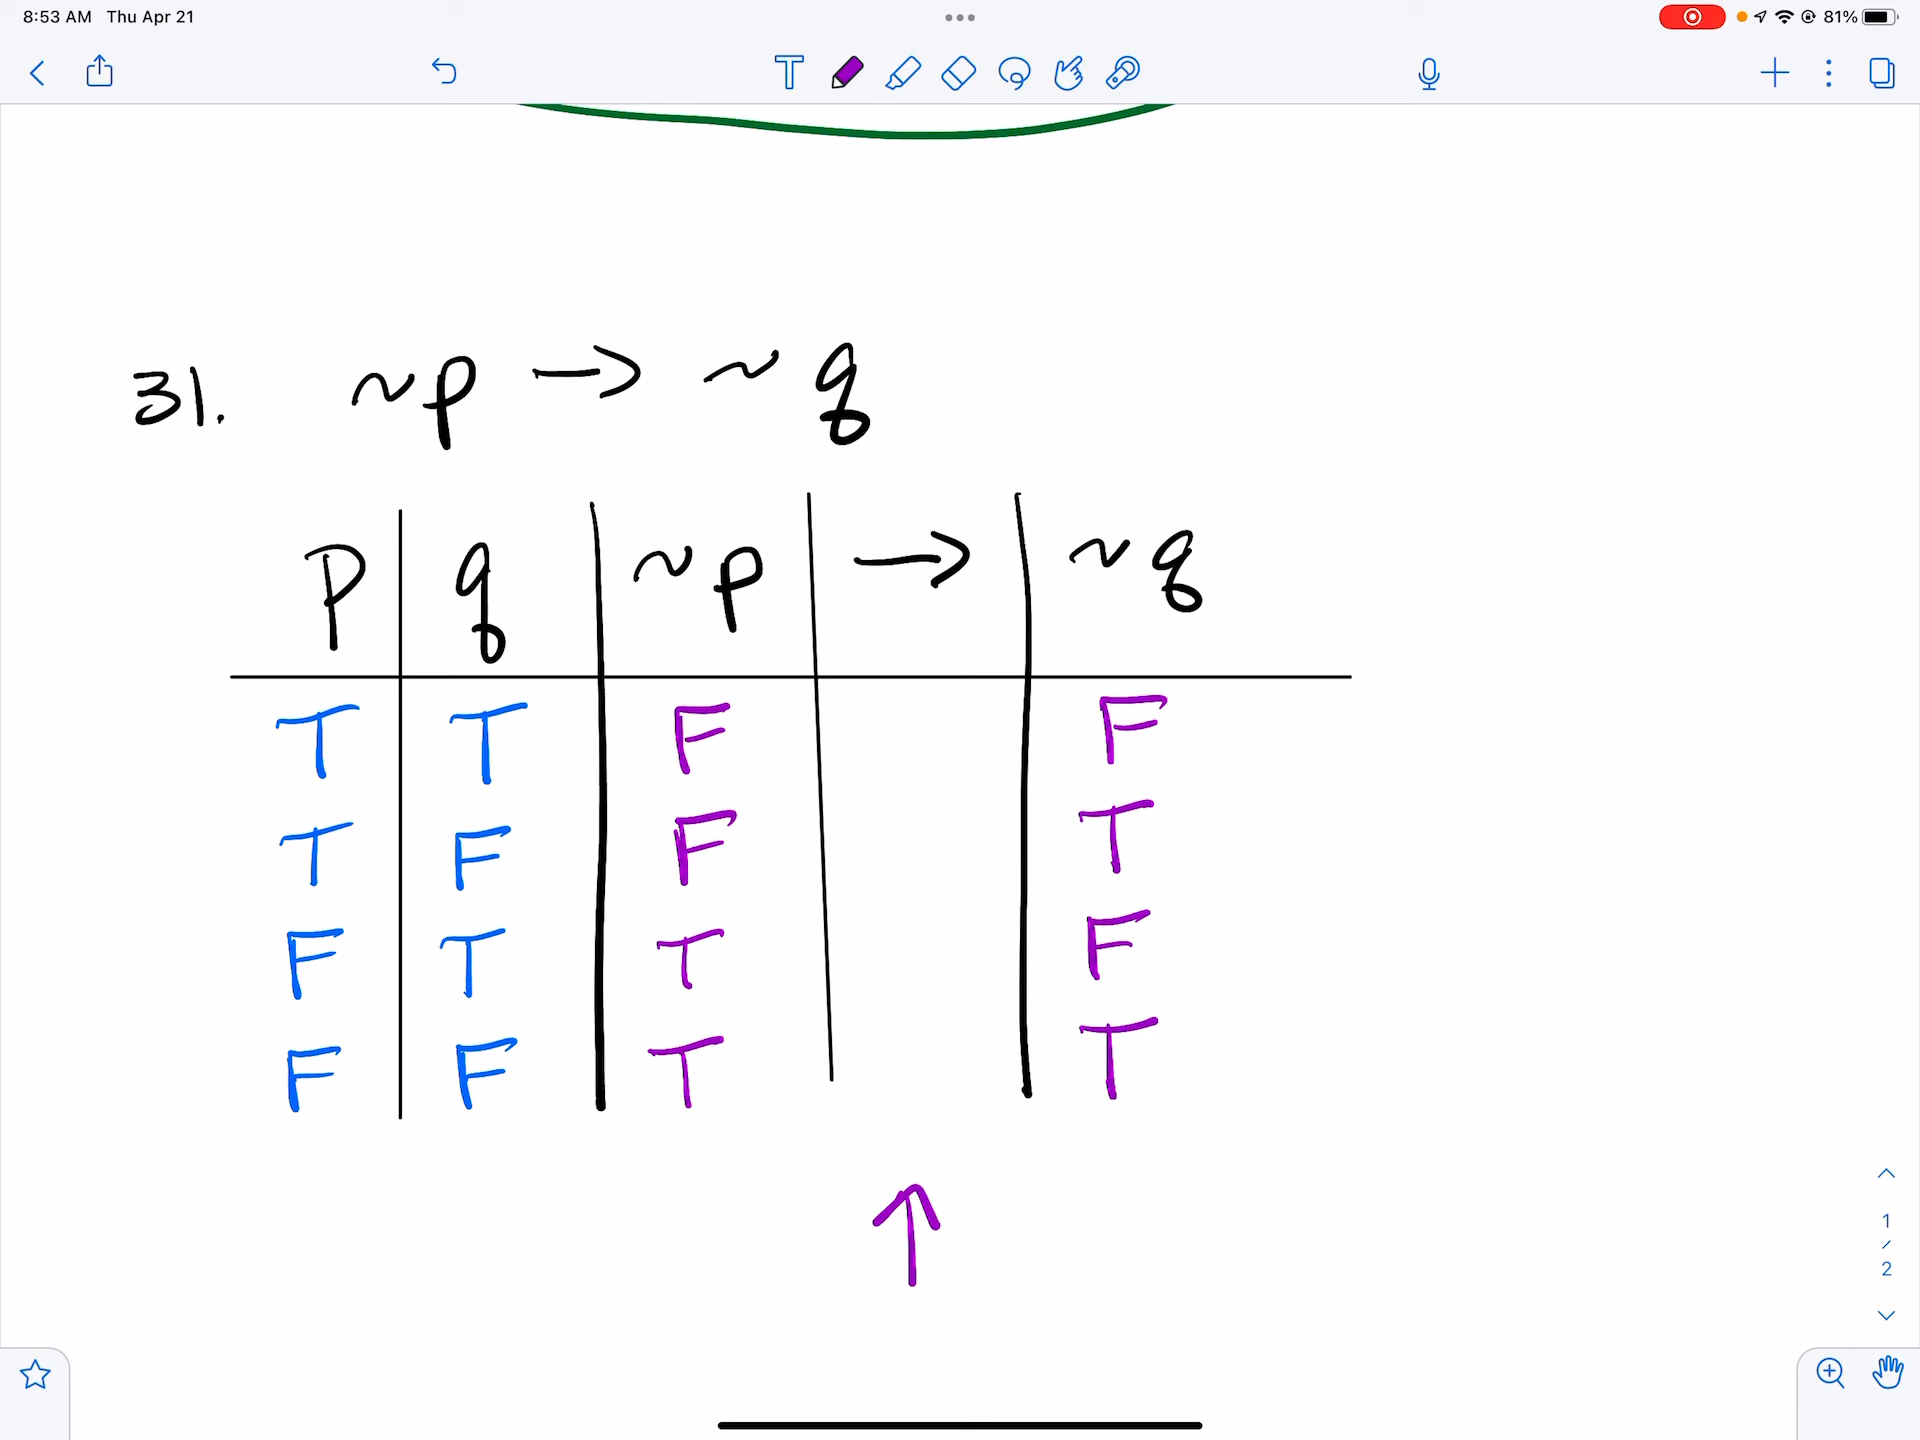 8:53 AM Thu Apr 21
81%
T
31. ~p → ~q
p q ~p → ~q
T T F F
T F F T
F T T F
F F T T
↑
1
/
2